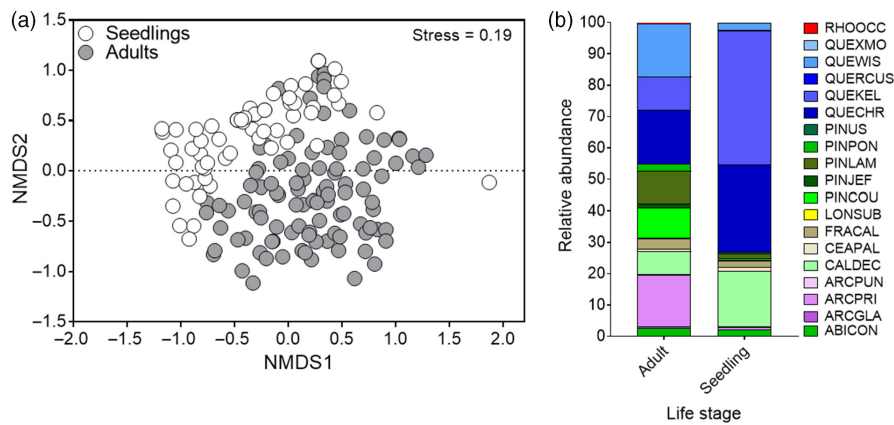 (a)
Seedlings
Adults
Stress = 0.19
1.5
1.0
0.5
0.0
−0.5
−1.0
−1.5
NMDS2
−2.0 −1.5 −1.0 −0.5 0.0 0.5 1.0 1.5 2.0
NMDS1
(b)
100
90
80
70
60
50
40
30
20
10
0
Relative abundance
Adult
Seedling
Life stage
RHOOCC
QUEXMO
QUEWIS
QUERCUS
QUEKEL
QUECHR
PINUS
PINPON
PINLAM
PINJEF
PINCOU
LONSUB
FRACAL
CEAPAL
CALDEC
ARCPUN
ARCPRI
ARCGLA
ABICON